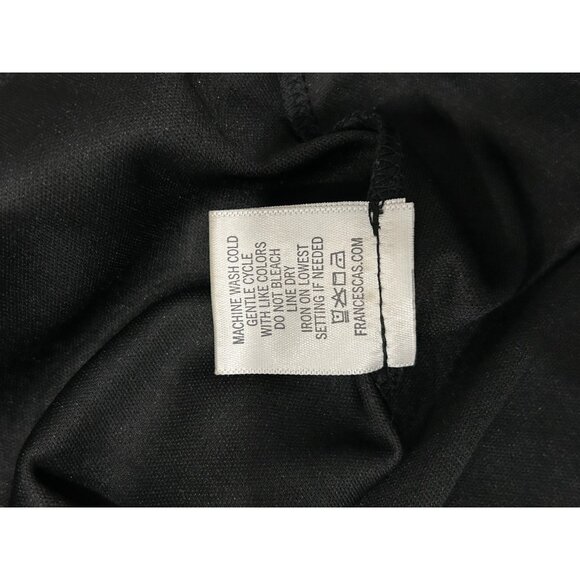 MACHINE WASH COLD
GENTLE CYCLE
WITH LIKE COLORS
DO NOT BLEACH
LINE DRY
IRON ON LOWEST
SETTING IF NEEDED
FRANCESCAS.COM